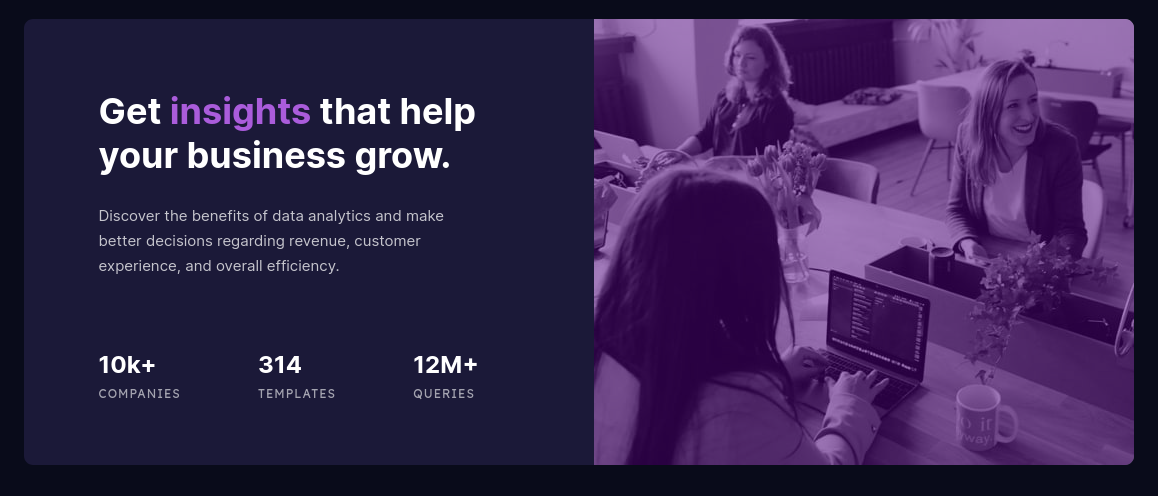 Get insights that help
your business grow.
Discover the benefits of data analytics and make
better decisions regarding revenue, customer
experience, and overall efficiency.
10k+ 314 12M+
COMPANIES TEMPLATES QUERIES